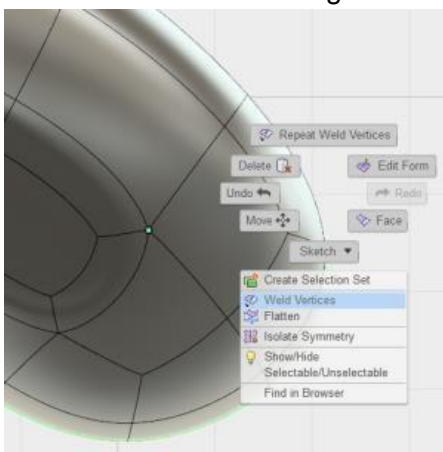 Repeat Weld Vertices
Delete
Edit Form
Undo
Redo
Move
Face
Sketch
Create Selection Set
Weld Vertices
Flatten
Isolate Symmetry
Show/Hide
Selectable/Unselectable
Find in Browser